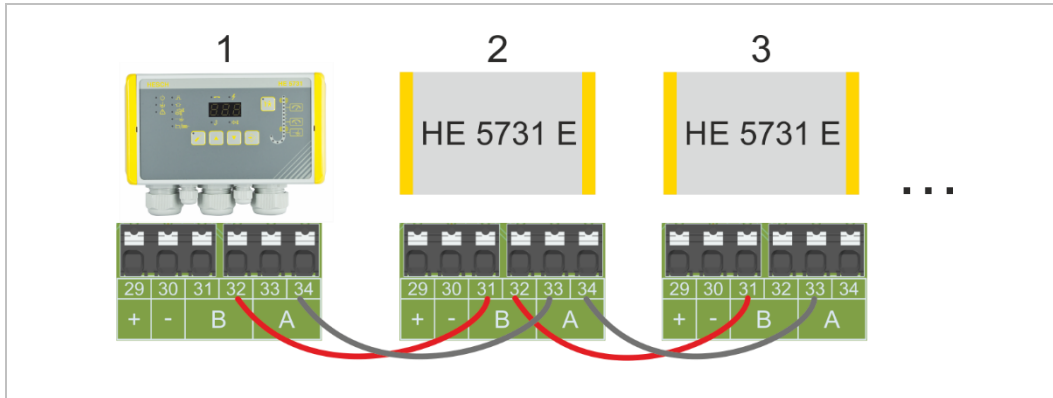 1 2 3
HE 5731 E HE 5731 E
...
29 30 31 32 33 34 29 30 31 32 33 34 29 30 31 32 33 34
+ - B A + - B A + - B A